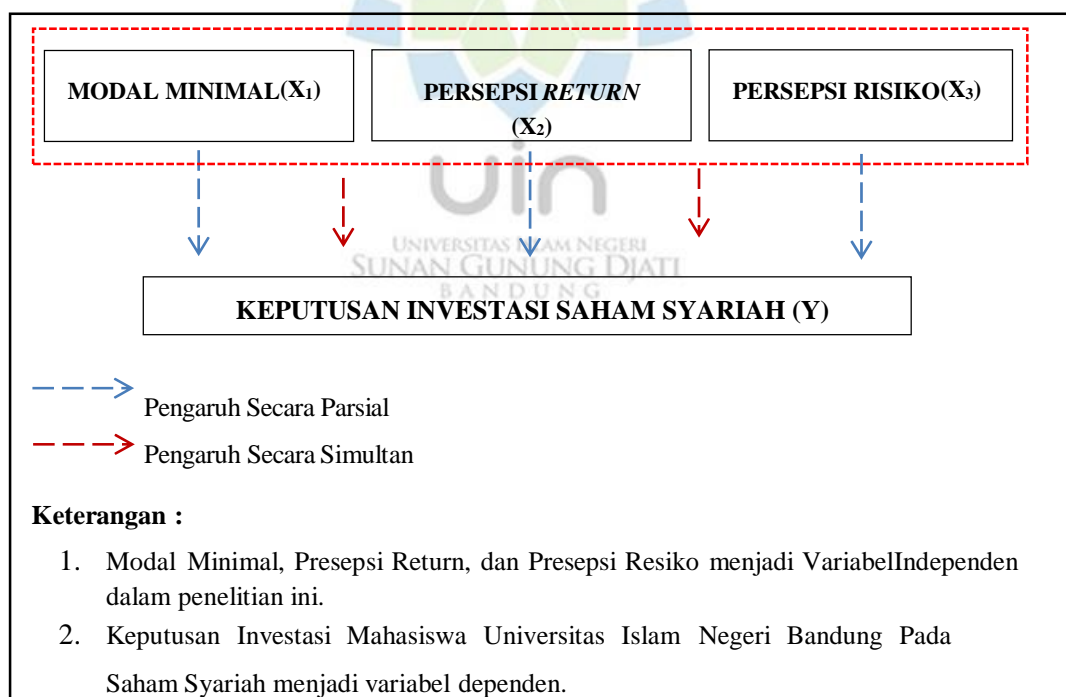 MODAL MINIMAL(X1)
PERSEPSI RETURN
(X2)
PERSEPSI RISIKO(X3)
uin
UNIVERSITAS ISLAM NEGERI
SUNAN GUNUNG DJATI
BANDUNG
KEPUTUSAN INVESTASI SAHAM SYARIAH (Y)
Pengaruh Secara Parsial
Pengaruh Secara Simultan
Keterangan :
1. Modal Minimal, Presepsi Return, dan Presepsi Resiko menjadi VariabelIndependen
dalam penelitian ini.
2. Keputusan Investasi Mahasiswa Universitas Islam Negeri Bandung Pada
Saham Syariah menjadi variabel dependen.